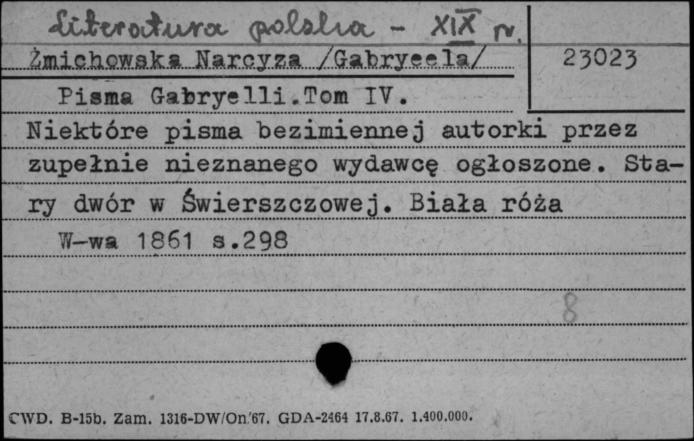 Literatura polska - XIX w.
Żmichowska Narcyza /Gabryeela/ 23023
Pisma Gabryelli.Tom IV.
Niektóre pisma bezimiennej autorki przez
zupełnie nieznanego wydawcę ogłoszone. Sta-
ry dwór w Świerszczowej. Biała róża
W-wa 1861 s.298
8
CWD. B-15b. Zam. 1316-DW/On.'67. GDA-2464 17.8.67. 1.400.000.